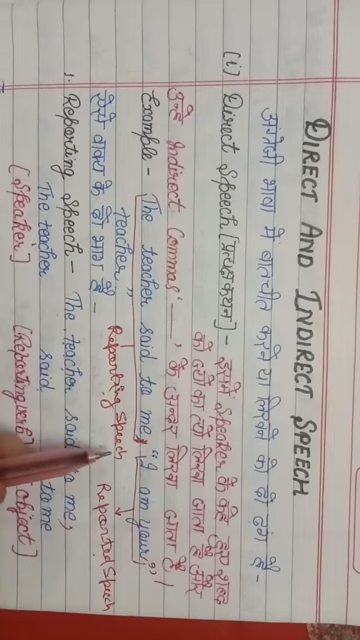 DIRECT AND INDIRECT SPEECH
अंग्रेजी भाषा में बातचीत करने या लिखने के दो ढंग हैं -
(i) Direct Speech [प्रत्यक्ष कथन] - इसमें Speaker के कहे हुए शब्द
को ज्यों का त्यों लिखा जाता है और
उन्हें Indirect Commas “ — ” के अन्दर लिखा जाता है।
Example - The teacher said to me, “I am your
teacher.”
Reporting Speech Reported Speech
ऐसे वाक्य के दो भाग हैं -
1. Reporting Speech - The teacher said to me,
The teacher said to me
[Speaker] [Reporting verb] object]